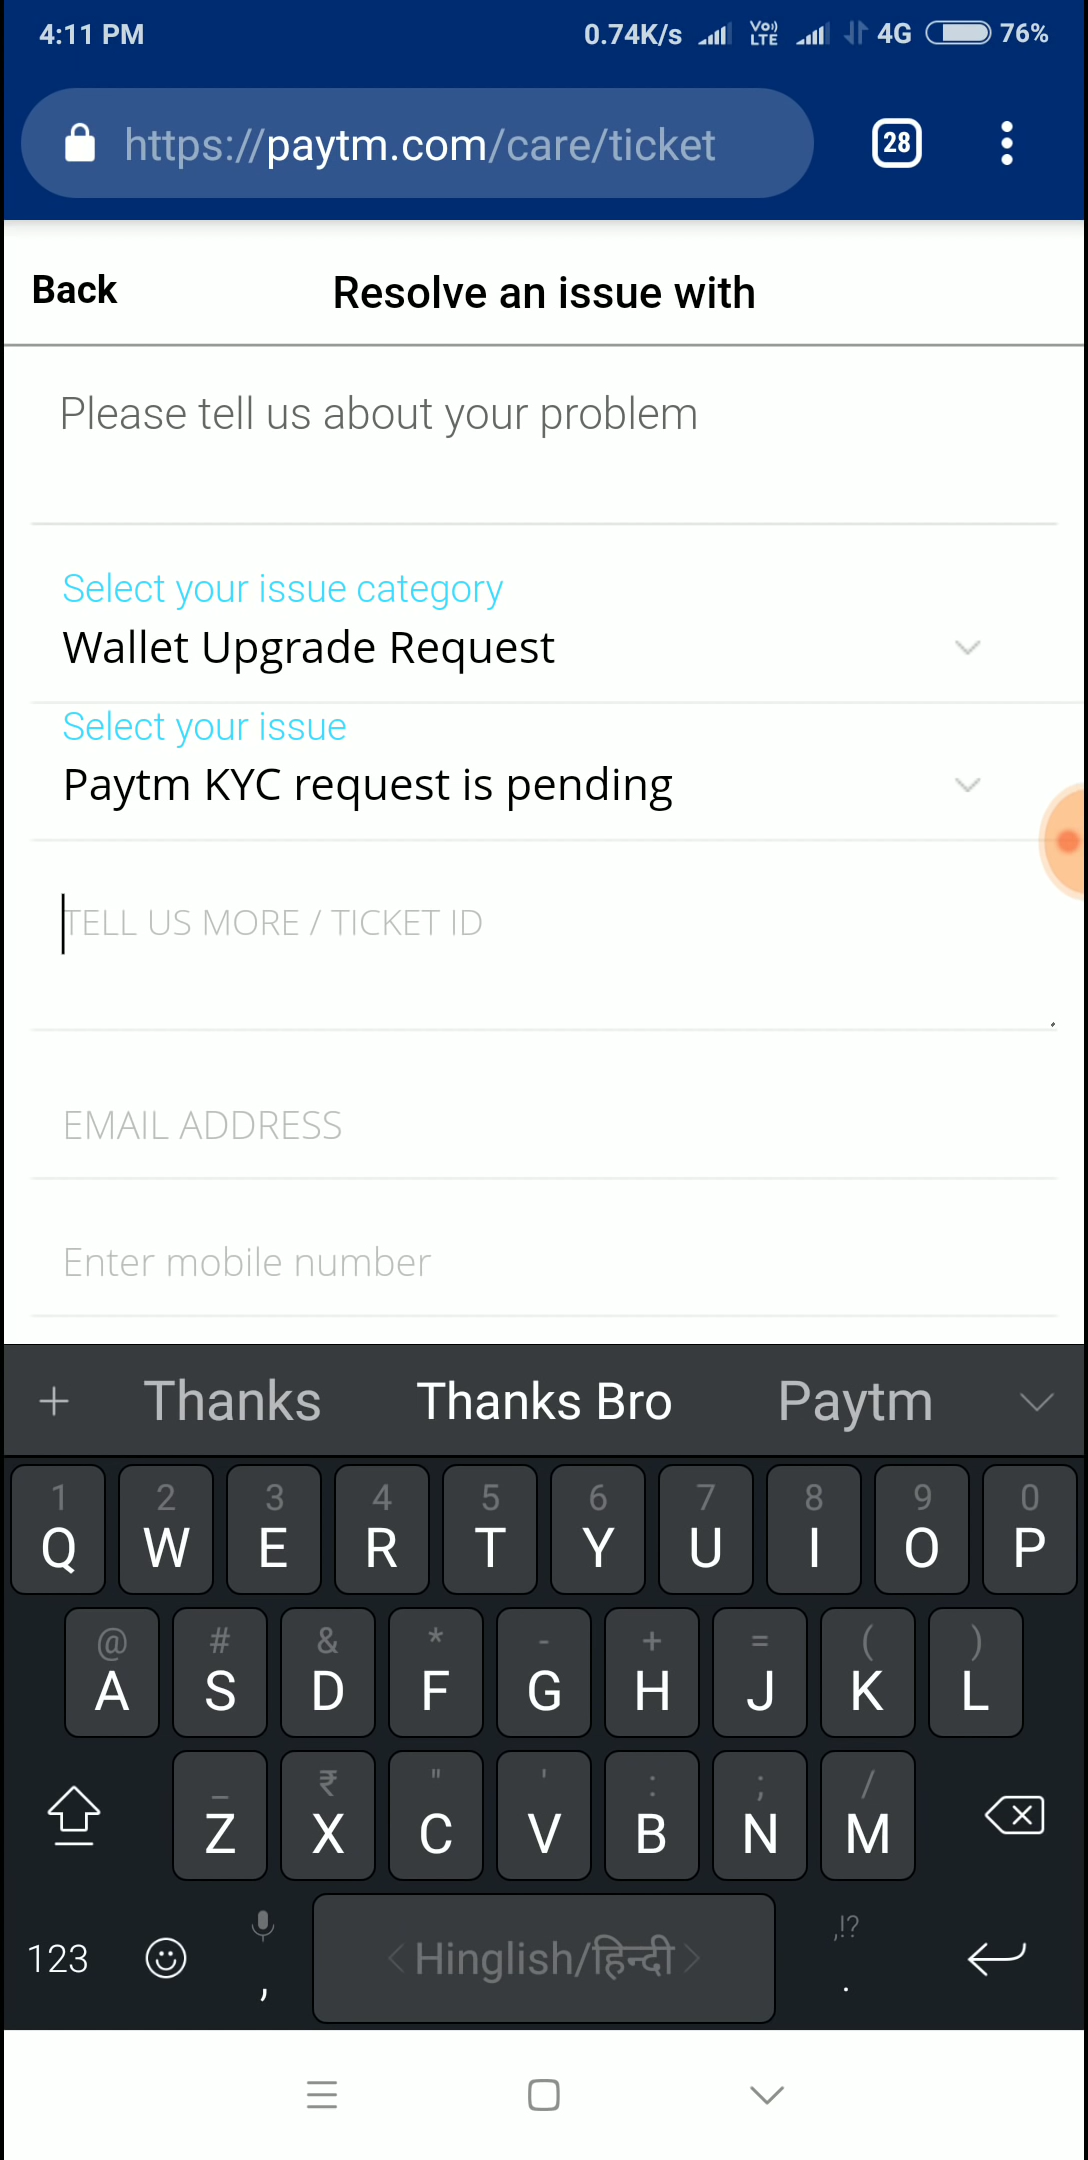 4:11 PM 0.74K/s VoLTE 4G 76%
https://paytm.com/care/ticket 28
Back Resolve an issue with
Please tell us about your problem
Select your issue category
Wallet Upgrade Request
Select your issue
Paytm KYC request is pending
TELL US MORE / TICKET ID
EMAIL ADDRESS
Enter mobile number
+ Thanks Thanks Bro Paytm
1 2 3 4 5 6 7 8 9 0
Q W E R T Y U I O P
@ # & * - + = ( )
A S D F G H J K L
_ ₹ " ' : ; /
Z X C V B N M
,!?
123 , Hinglish/हिन्दी .